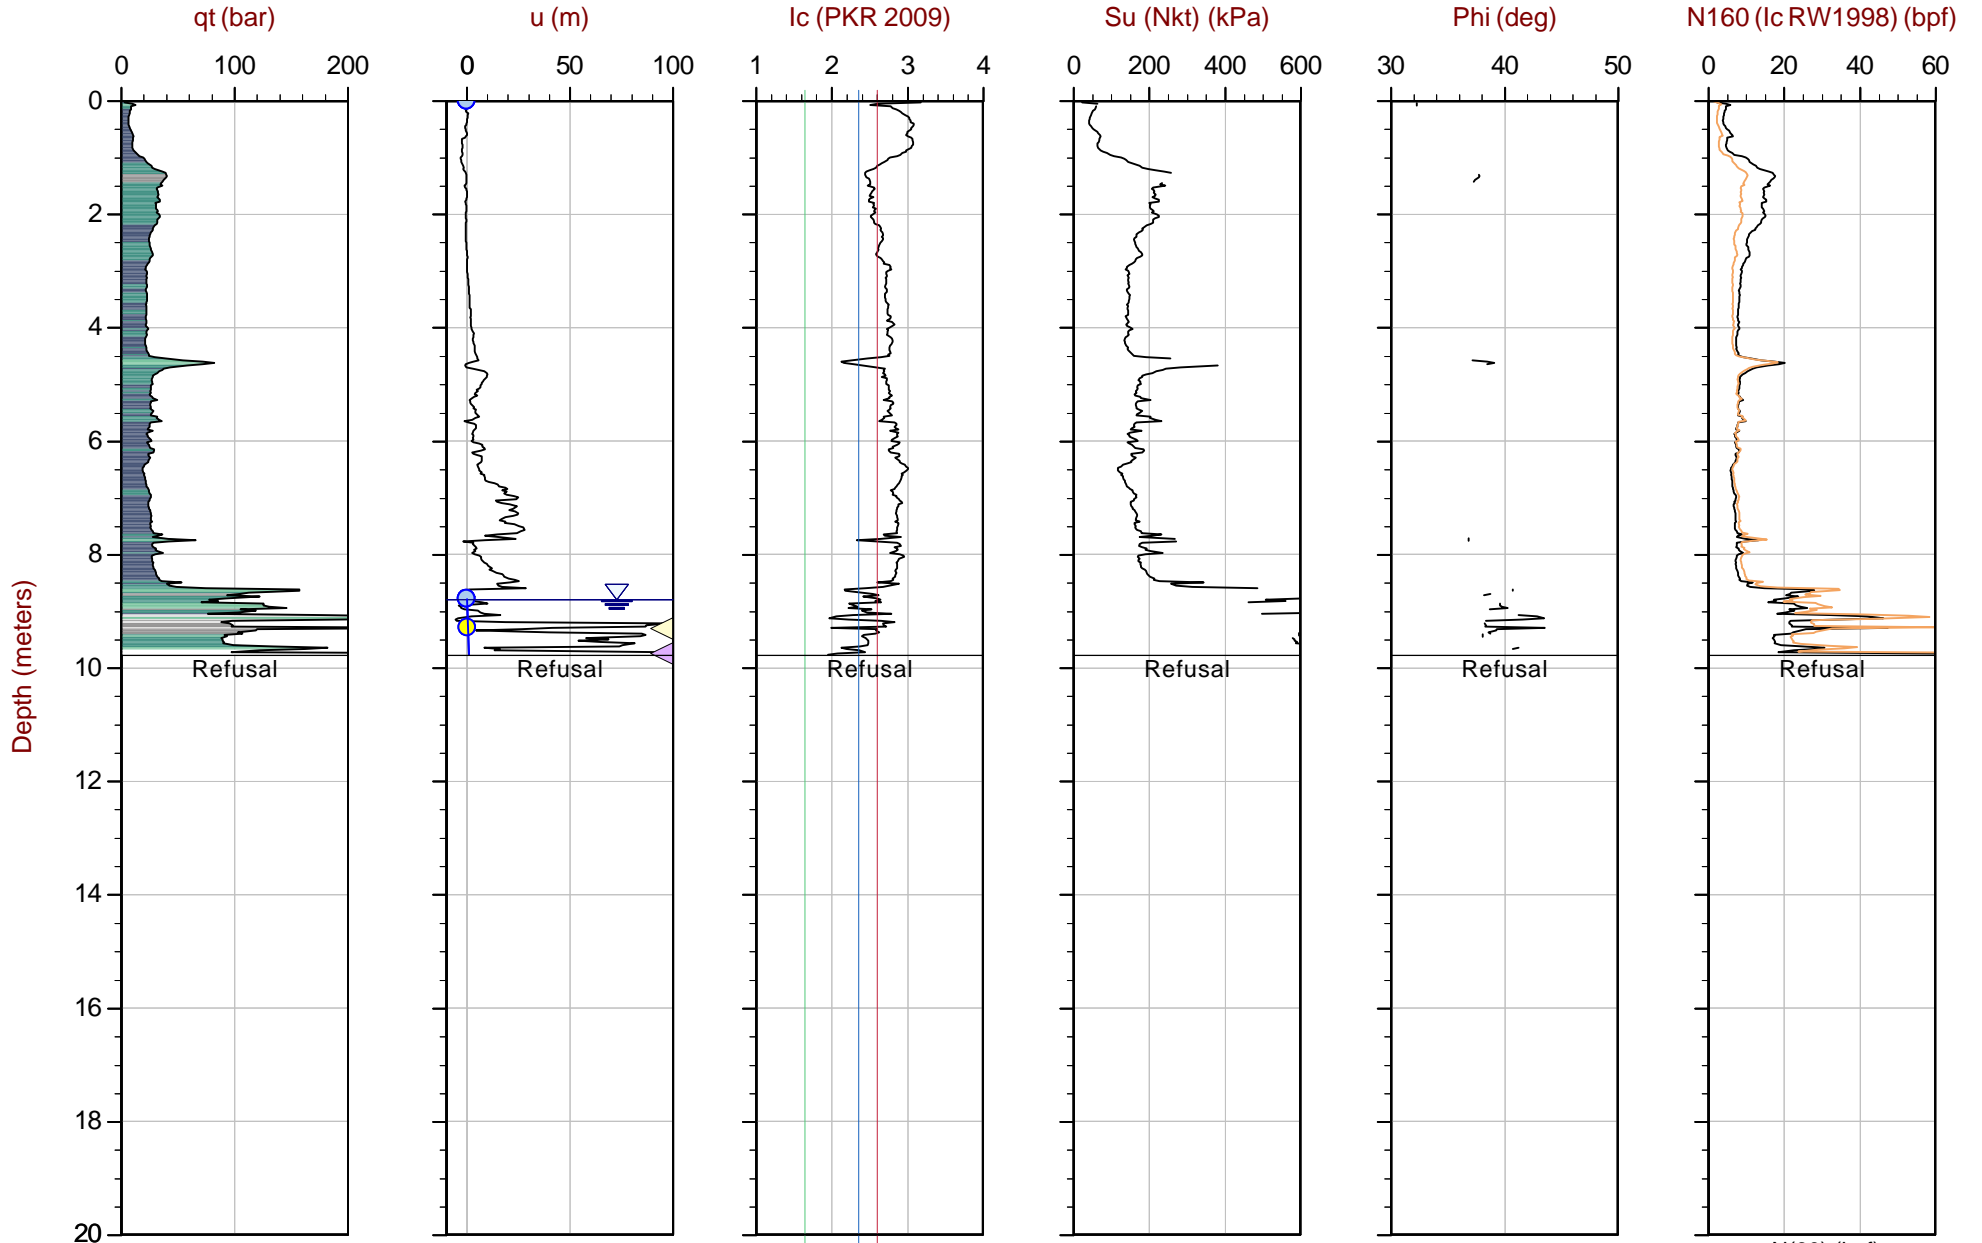 qt (bar) u (m) Ic (PKR 2009) Su (Nkt) (kPa) Phi (deg) N160 (Ic RW1998) (bpf)
0 100 200 0 50 100 1 2 3 4 0 200 400 600 30 40 50 0 20 40 60
0
2
4
6
8
10
Refusal Refusal Refusal Refusal Refusal Refusal
Depth (meters)
12
14
16
18
20